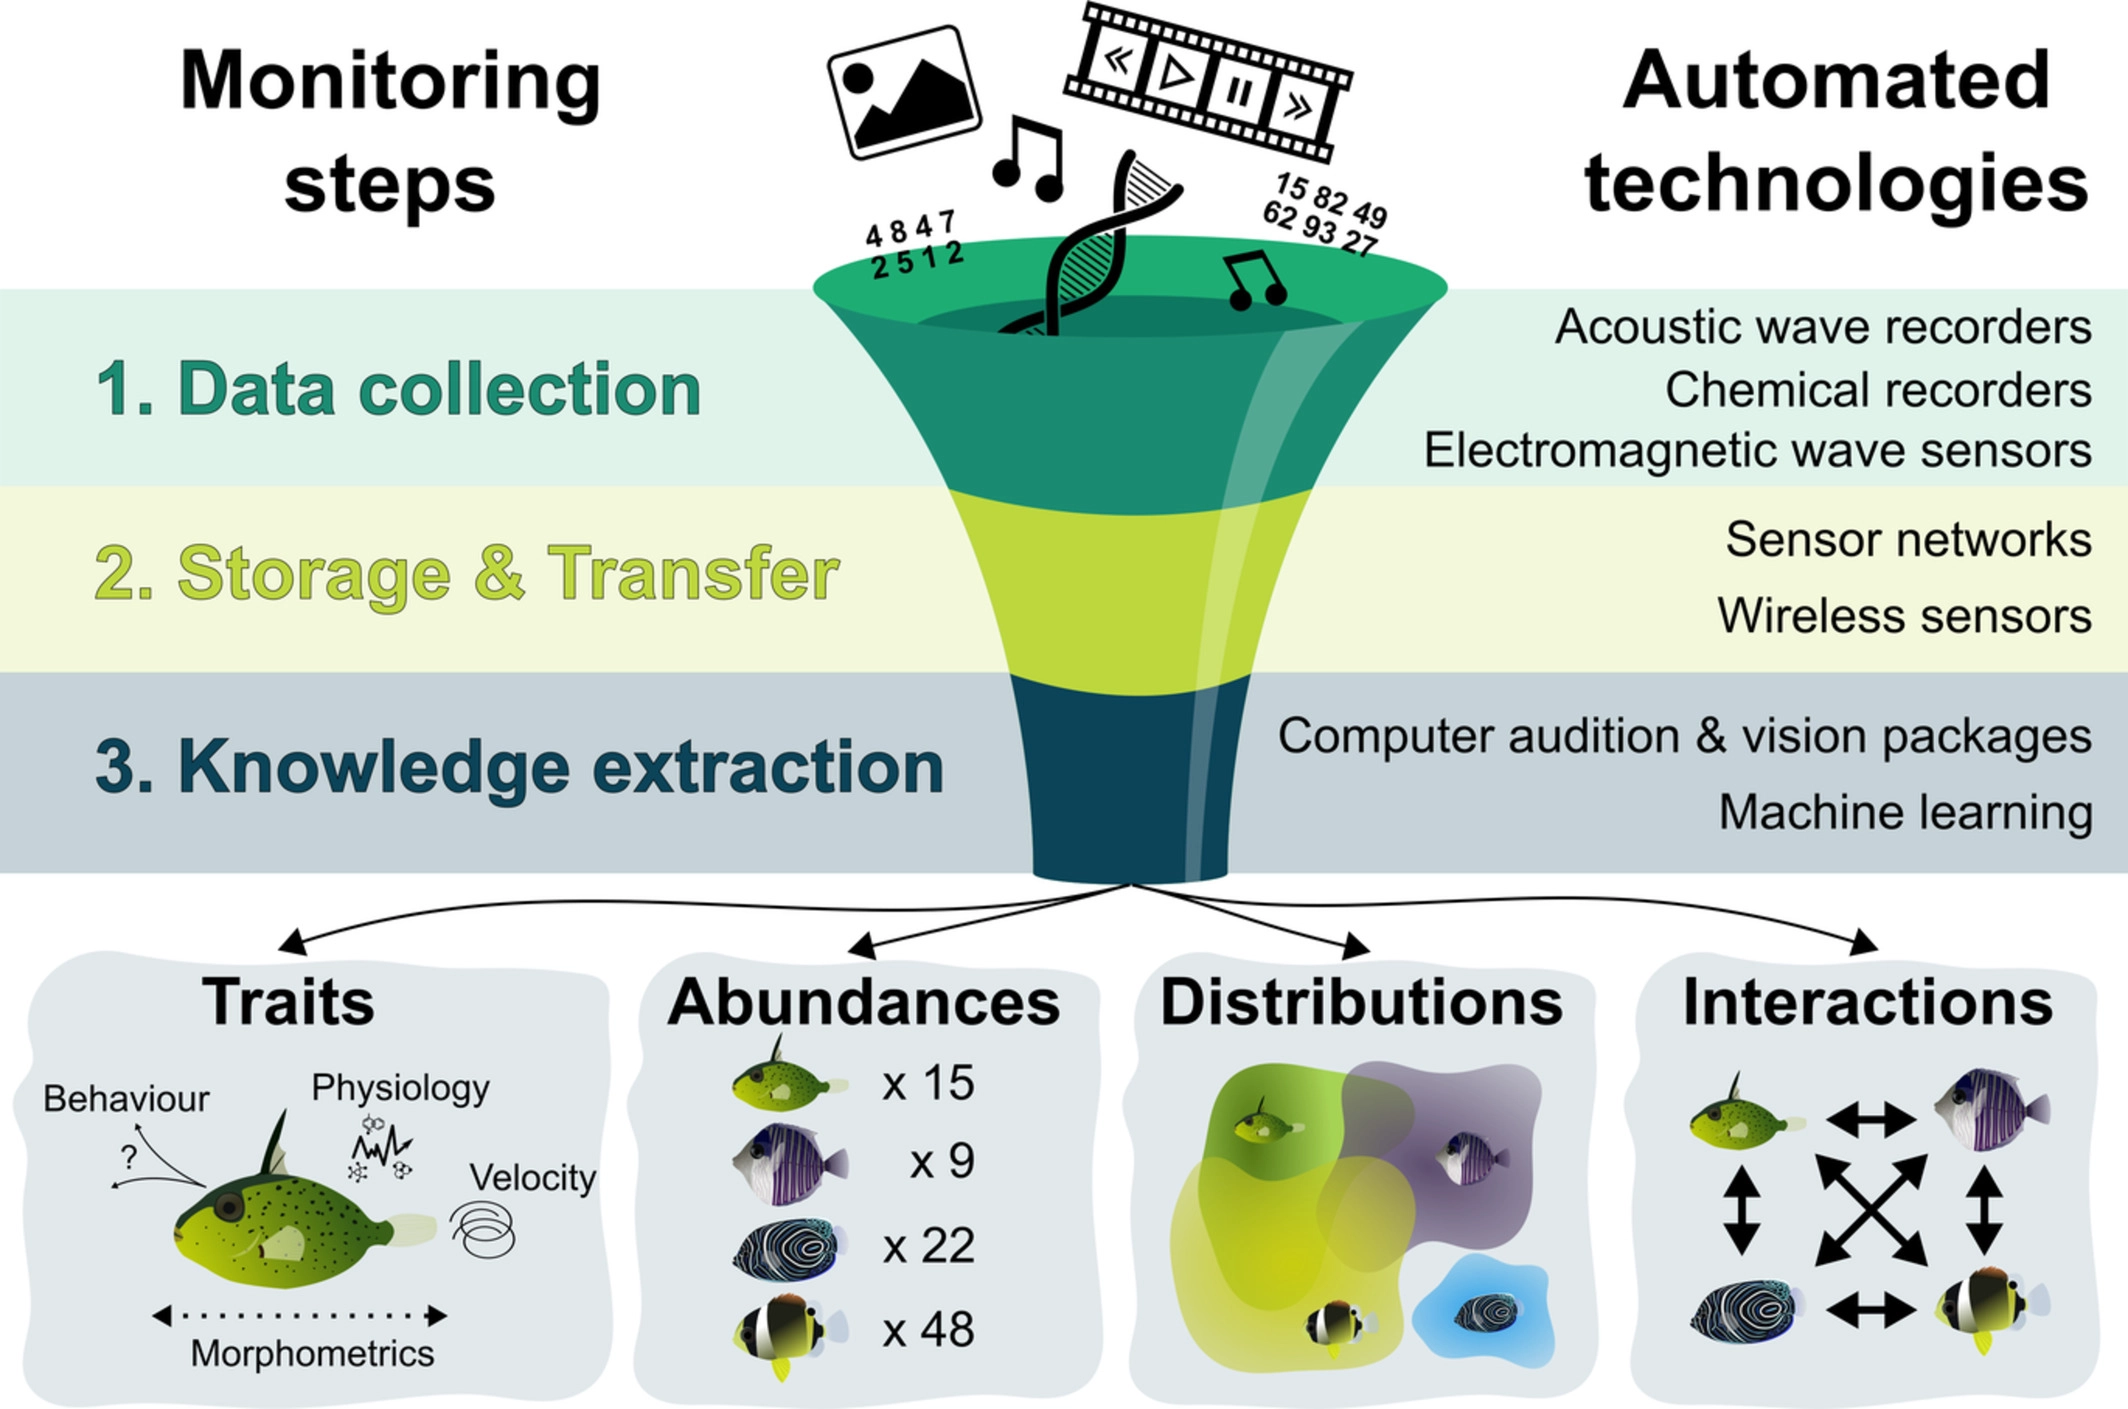 Monitoring
steps
Automated
technologies
4 8 4 7
2 5 1 2
15 82 49
62 93 27
1. Data collection
Acoustic wave recorders
Chemical recorders
Electromagnetic wave sensors
2. Storage & Transfer
Sensor networks
Wireless sensors
3. Knowledge extraction
Computer audition & vision packages
Machine learning
Traits
Behaviour
?
Physiology
Velocity
Morphometrics
Abundances
x 15
x 9
x 22
x 48
Distributions
Interactions